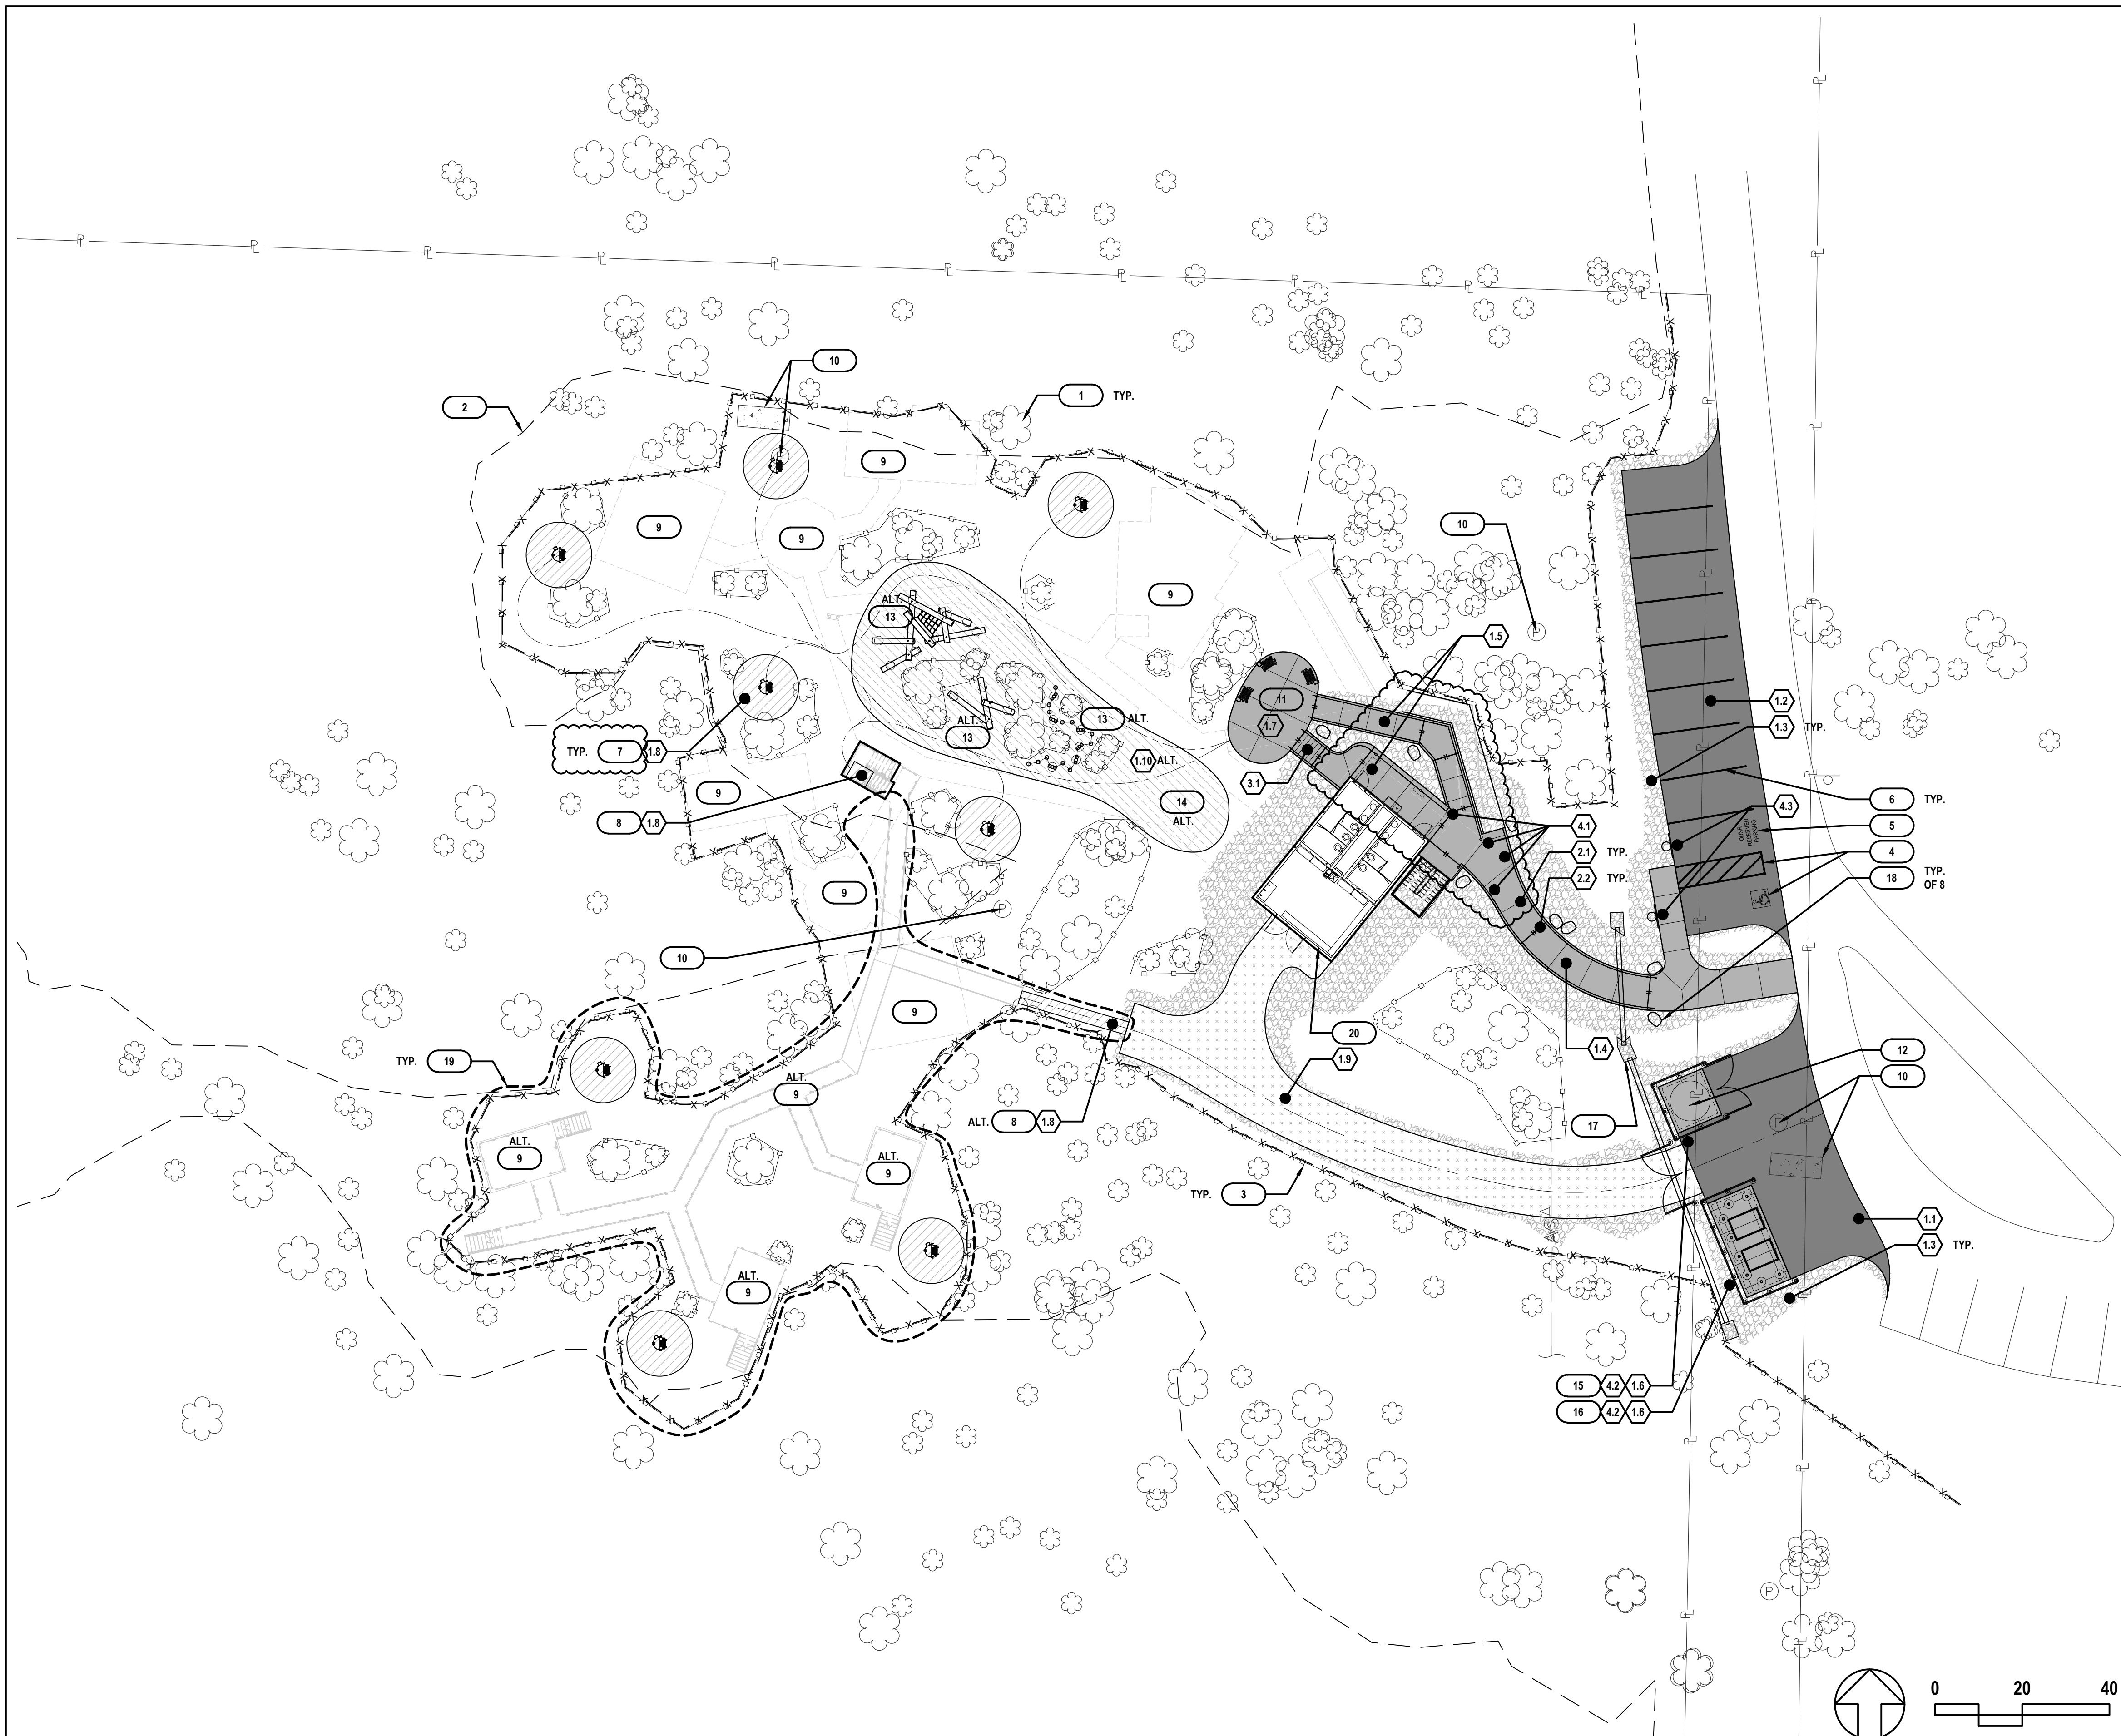 10
1 TYP.
2
9
9
9
10
9
ALT.
13
1.5
11
1.7
13 ALT.
ALT.
13
1.2
1.3 TYP.
TYP. 7 1.8
1.10 ALT.
3.1
9
14
ALT.
6 TYP.
4.3
8 1.8
5
4.1
2.1 TYP.
4
2.2 TYP.
18 TYP.
OF 8
RESERVED
PARKING
9
10
9
20
1.4
12
1.9
TYP. 19
10
ALT.
9
ALT. 8 1.8
17
ALT.
9
ALT.
9
TYP. 3
1.1
1.3 TYP.
ALT.
9
15 4.2 1.6
16 4.2 1.6
P
0 20 40